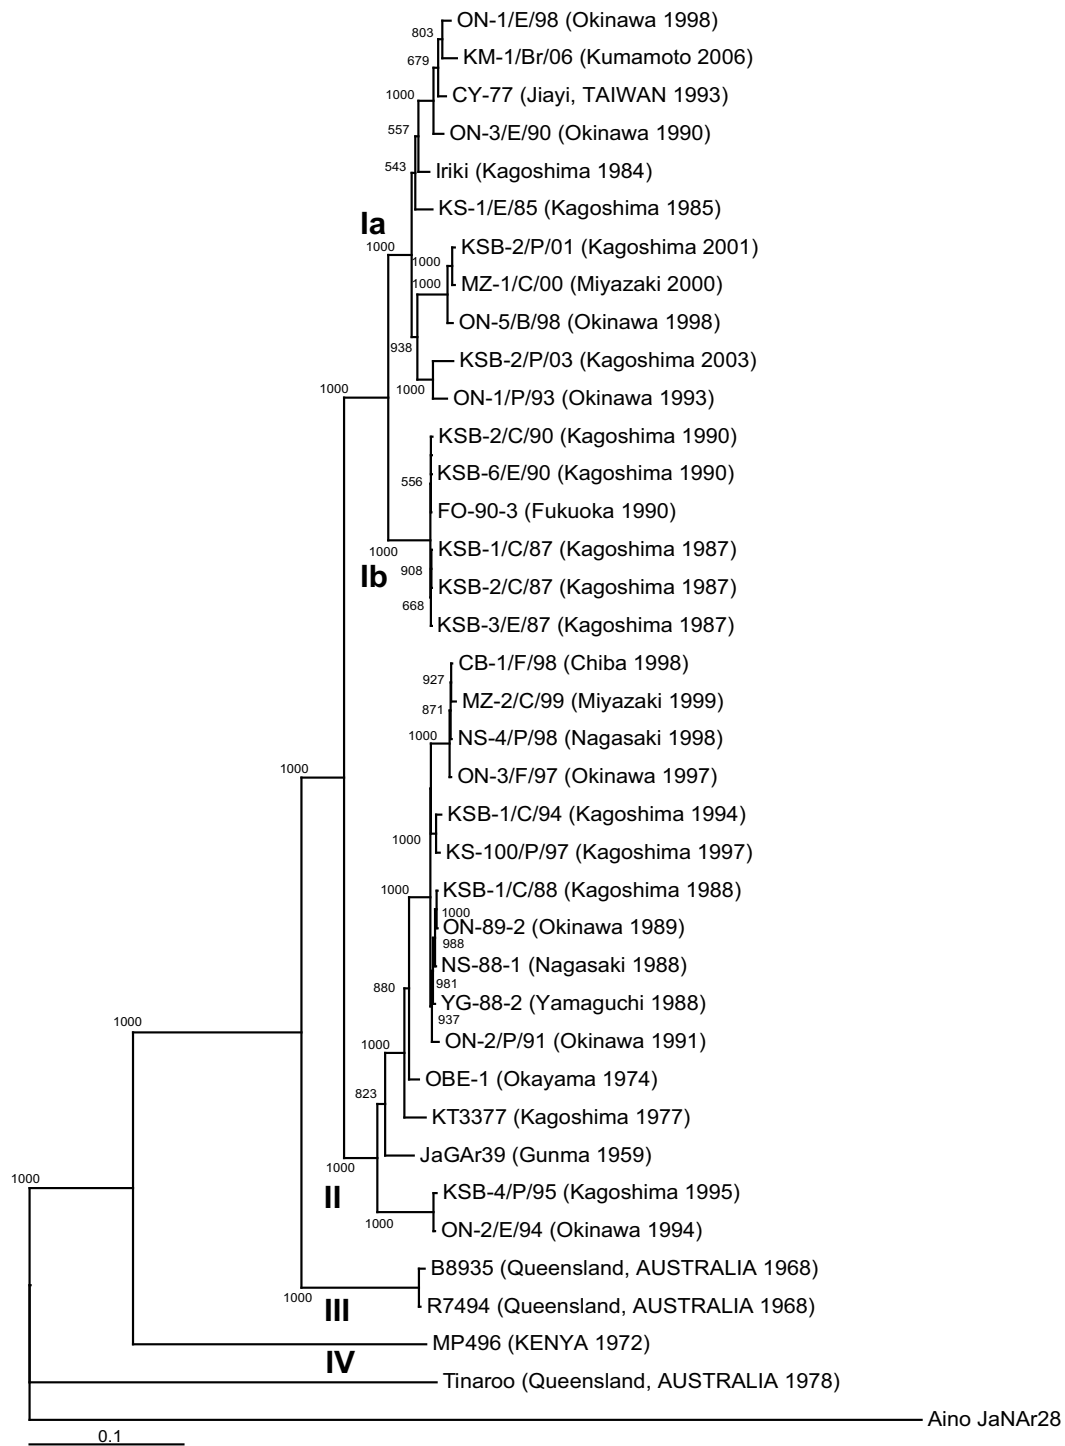 ON-1/E/98 (Okinawa 1998)
803
KM-1/Br/06 (Kumamoto 2006)
679
CY-77 (Jiayi, TAIWAN 1993)
1000
ON-3/E/90 (Okinawa 1990)
557
Iriki (Kagoshima 1984)
543
KS-1/E/85 (Kagoshima 1985)
Ia
1000
KSB-2/P/01 (Kagoshima 2001)
1000
MZ-1/C/00 (Miyazaki 2000)
1000
ON-5/B/98 (Okinawa 1998)
938
KSB-2/P/03 (Kagoshima 2003)
1000
1000
ON-1/P/93 (Okinawa 1993)
KSB-2/C/90 (Kagoshima 1990)
KSB-6/E/90 (Kagoshima 1990)
556
FO-90-3 (Fukuoka 1990)
1000
KSB-1/C/87 (Kagoshima 1987)
Ib
908
KSB-2/C/87 (Kagoshima 1987)
668
KSB-3/E/87 (Kagoshima 1987)
CB-1/F/98 (Chiba 1998)
927
MZ-2/C/99 (Miyazaki 1999)
871
NS-4/P/98 (Nagasaki 1998)
1000
1000
ON-3/F/97 (Okinawa 1997)
KSB-1/C/94 (Kagoshima 1994)
1000
KS-100/P/97 (Kagoshima 1997)
1000
KSB-1/C/88 (Kagoshima 1988)
1000
ON-89-2 (Okinawa 1989)
988
NS-88-1 (Nagasaki 1988)
880
981
YG-88-2 (Yamaguchi 1988)
1000
937
ON-2/P/91 (Okinawa 1991)
1000
OBE-1 (Okayama 1974)
823
KT3377 (Kagoshima 1977)
JaGAr39 (Gunma 1959)
1000
1000
II
KSB-4/P/95 (Kagoshima 1995)
1000
ON-2/E/94 (Okinawa 1994)
B8935 (Queensland, AUSTRALIA 1968)
1000
III
R7494 (Queensland, AUSTRALIA 1968)
MP496 (KENYA 1972)
IV
Tinaroo (Queensland, AUSTRALIA 1978)
Aino JaNAr28
0.1